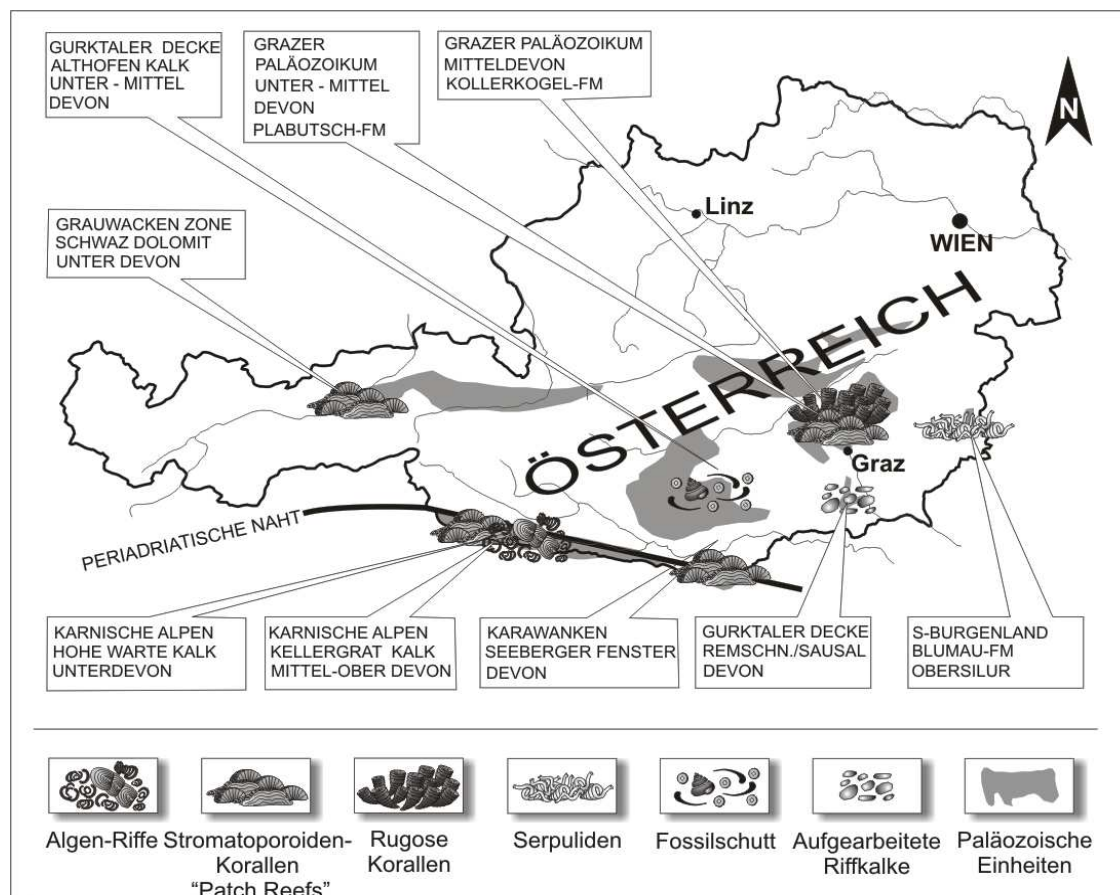 GURKTALER DECKE
ALTHOFEN KALK
UNTER - MITTEL
DEVON
GRAZER
PALÄOZOIKUM
UNTER - MITTEL
DEVON
PLABUTSCH-FM
GRAZER PALÄOZOIKUM
MITTELDEVON
KOLLERKOGEL-FM
N
GRAUWACKEN ZONE
SCHWAZ DOLOMIT
UNTER DEVON
Linz
WIEN
ÖSTERREICH
Graz
PERIADRIATISCHE NAHT
KARNISCHE ALPEN
HOHE WARTE KALK
UNTERDEVON
KARNISCHE ALPEN
KELLERGRAT KALK
MITTEL-OBER DEVON
KARAWANKEN
SEEBERGER FENSTER
DEVON
GURKTALER DECKE
REMSCHN./SAUSAL
DEVON
S-BURGENLAND
BLUMAU-FM
OBERSILUR
Algen-Riffe
Stromatoporoiden-
Korallen
"Patch Reefs"
Rugose
Korallen
Serpuliden
Fossilschutt
Aufgearbeitete
Riffkalke
Paläozoische
Einheiten